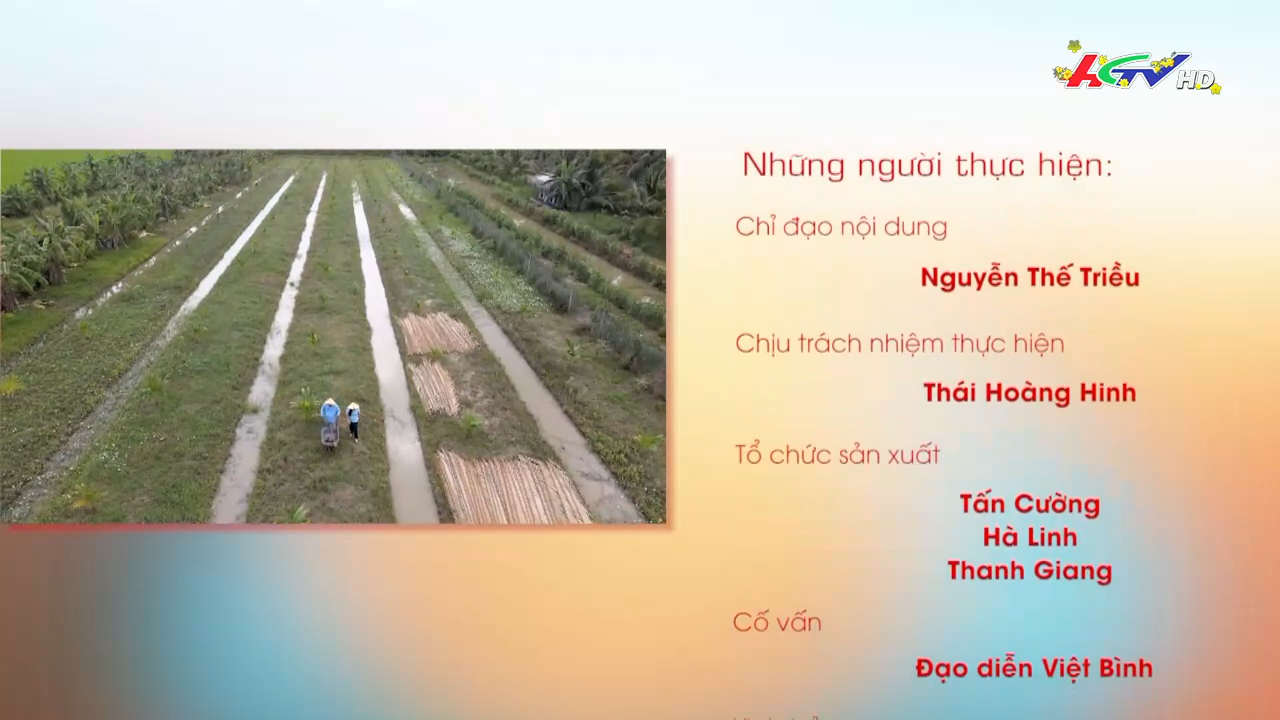 HGTV HD
Những người thực hiện:
Chỉ đạo nội dung
Nguyễn Thế Triều
Chịu trách nhiệm thực hiện
Thái Hoàng Hinh
Tổ chức sản xuất
Tấn Cường
Hà Linh
Thanh Giang
Cố vấn
Đạo diễn Việt Bình